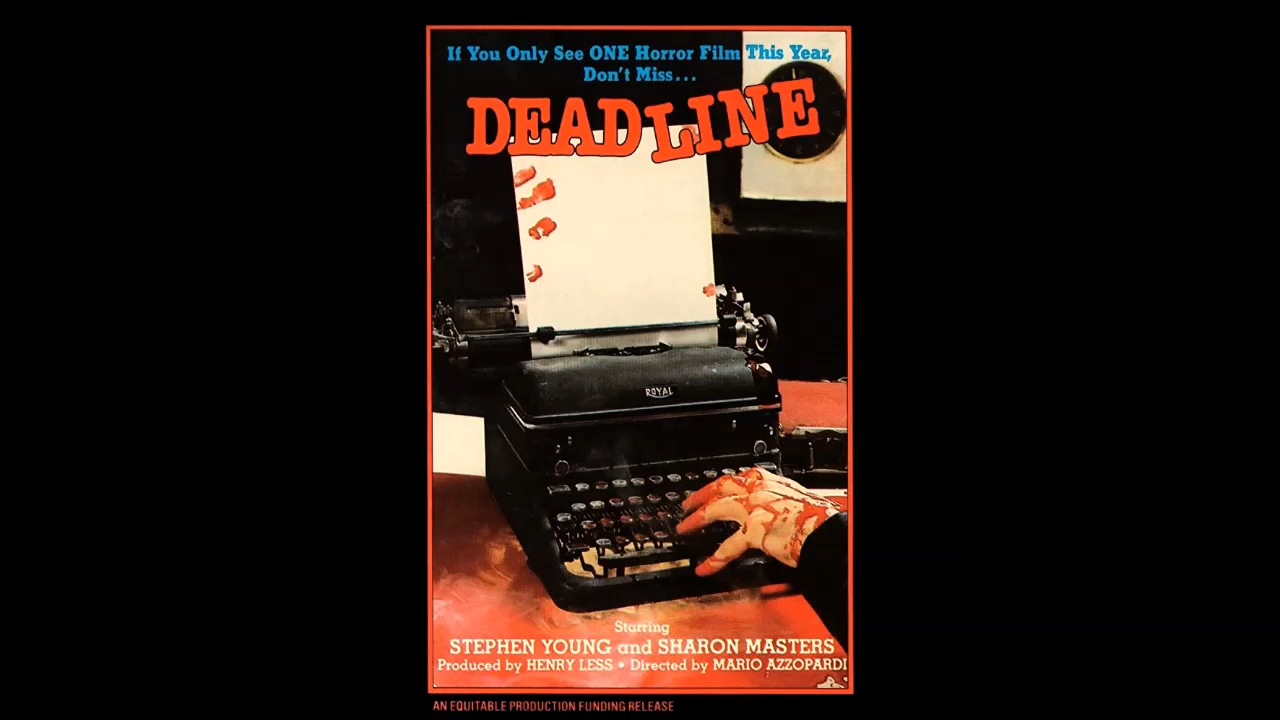 If You Only See ONE Horror Film This Year,
Don't Miss...
DEADLINE
ROYAL
Starring
STEPHEN YOUNG and SHARON MASTERS
Produced by HENRY LESS • Directed by MARIO AZZOPARDI
AN EQUITABLE PRODUCTION FUNDING RELEASE